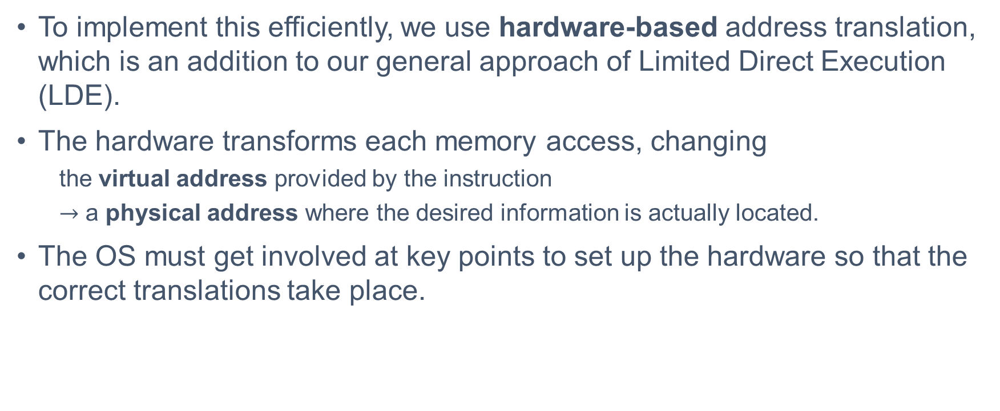 • To implement this efficiently, we use hardware-based address translation,
which is an addition to our general approach of Limited Direct Execution
(LDE).
• The hardware transforms each memory access, changing
the virtual address provided by the instruction
→ a physical address where the desired information is actually located.
• The OS must get involved at key points to set up the hardware so that the
correct translations take place.